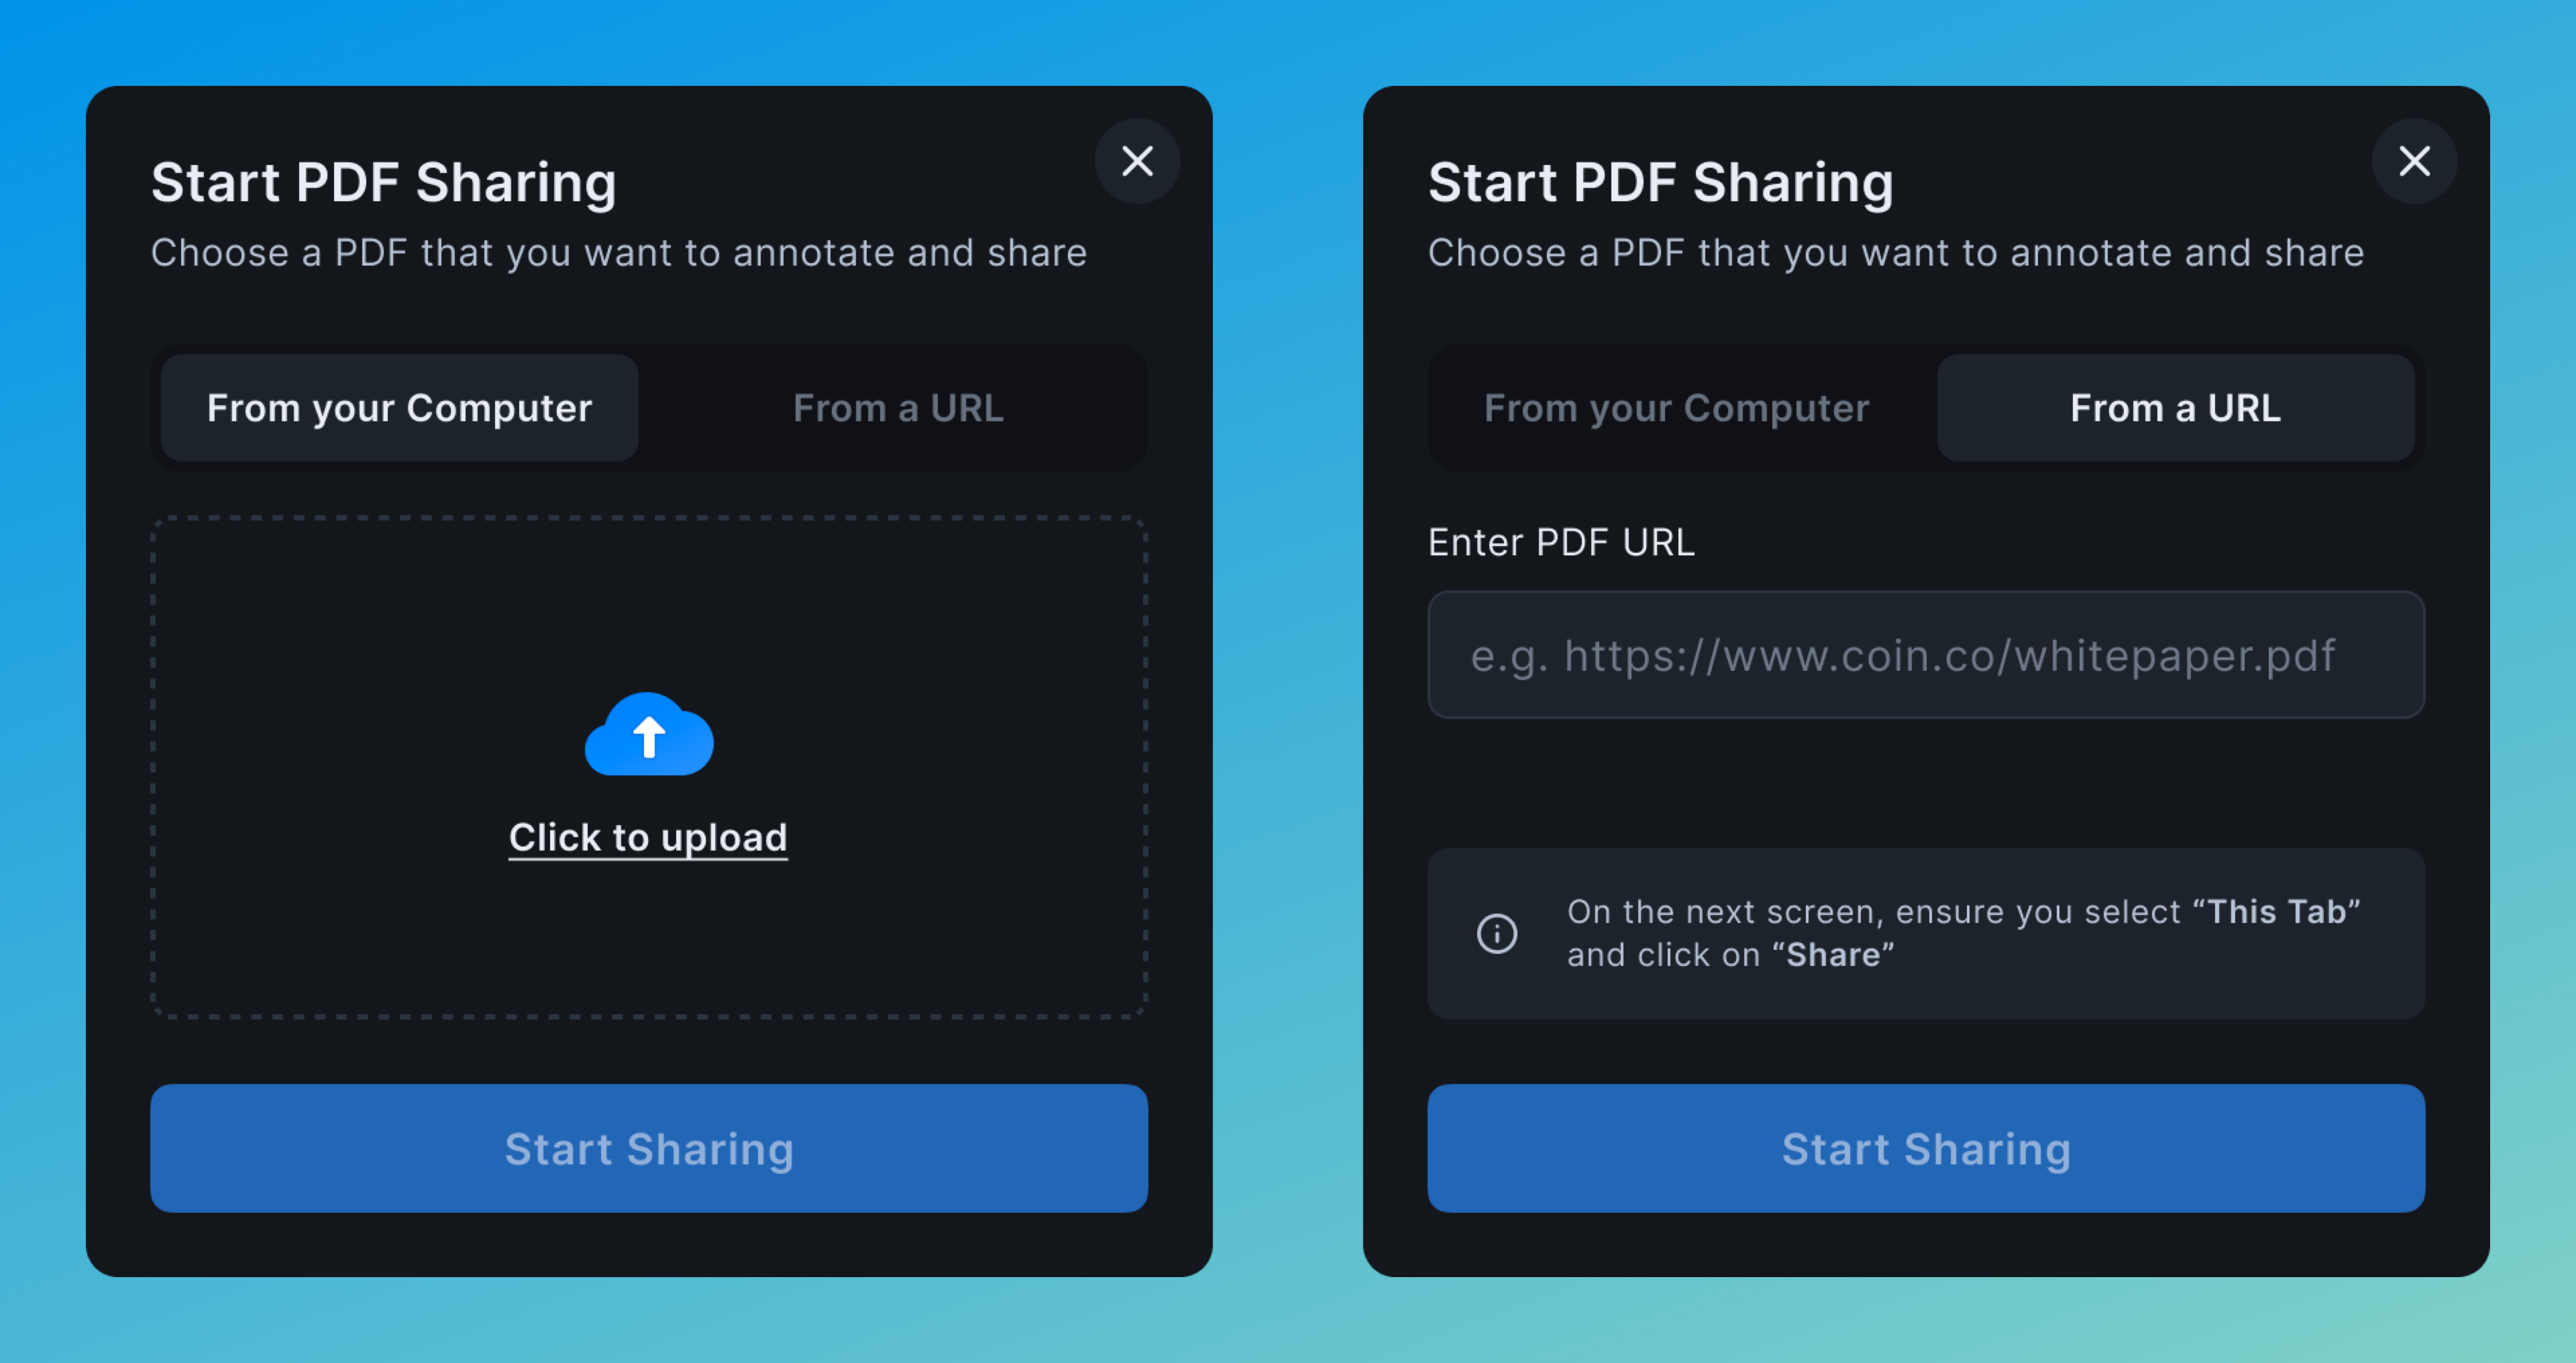 Start PDF Sharing
Choose a PDF that you want to annotate and share
From your Computer
From a URL
Click to upload
Start Sharing
Start PDF Sharing
Choose a PDF that you want to annotate and share
From your Computer
From a URL
Enter PDF URL
e.g. https://www.coin.co/whitepaper.pdf
On the next screen, ensure you select “This Tab”
and click on “Share”
Start Sharing